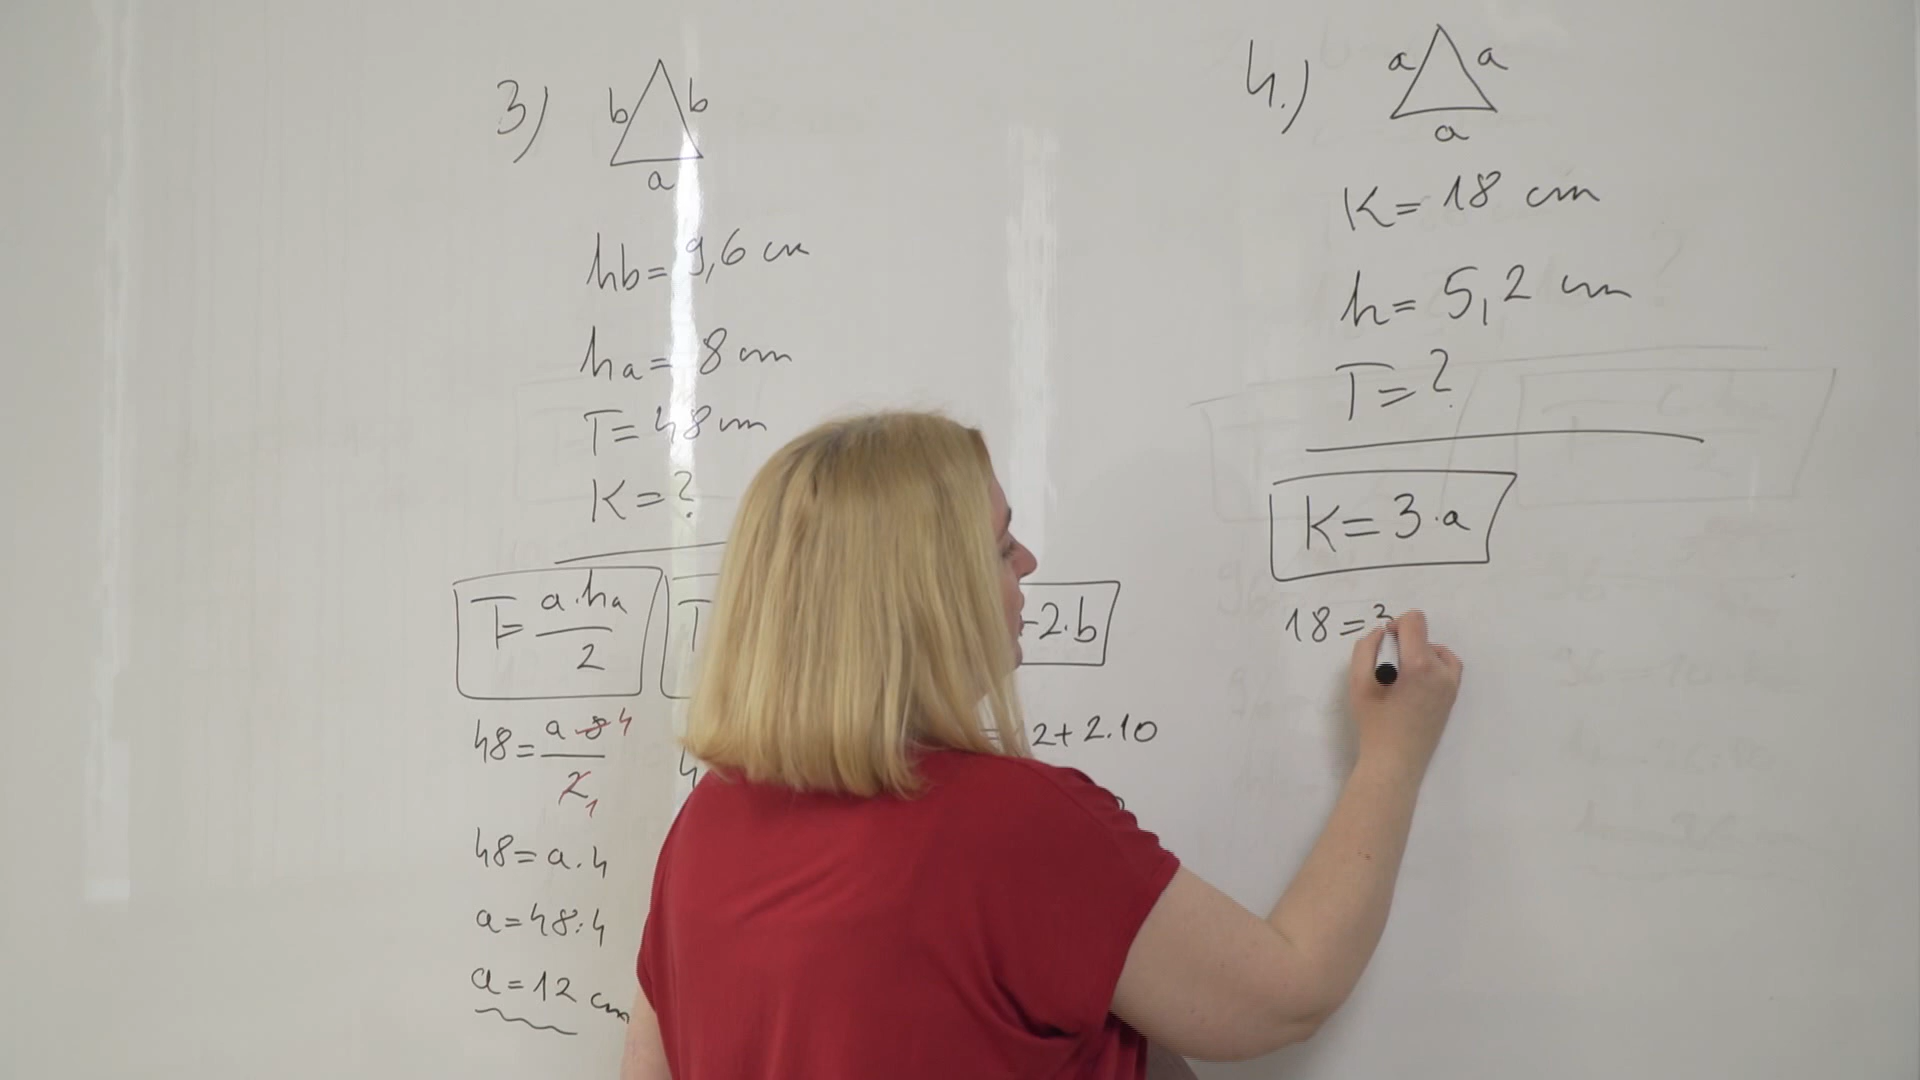 3)
b b
a
hb = 9,6 cm
ha = 8 cm
T = 48 cm
K = ?
T = a·ha / 2
T
-2·b
48 = a·8 4 / 2 1
= 2 + 2·10
4
48 = a·4
a = 48:4
a = 12 cm
4.)
a a
a
K = 18 cm
h = 5,2 cm
T = ?
K = 3·a
18 = 3